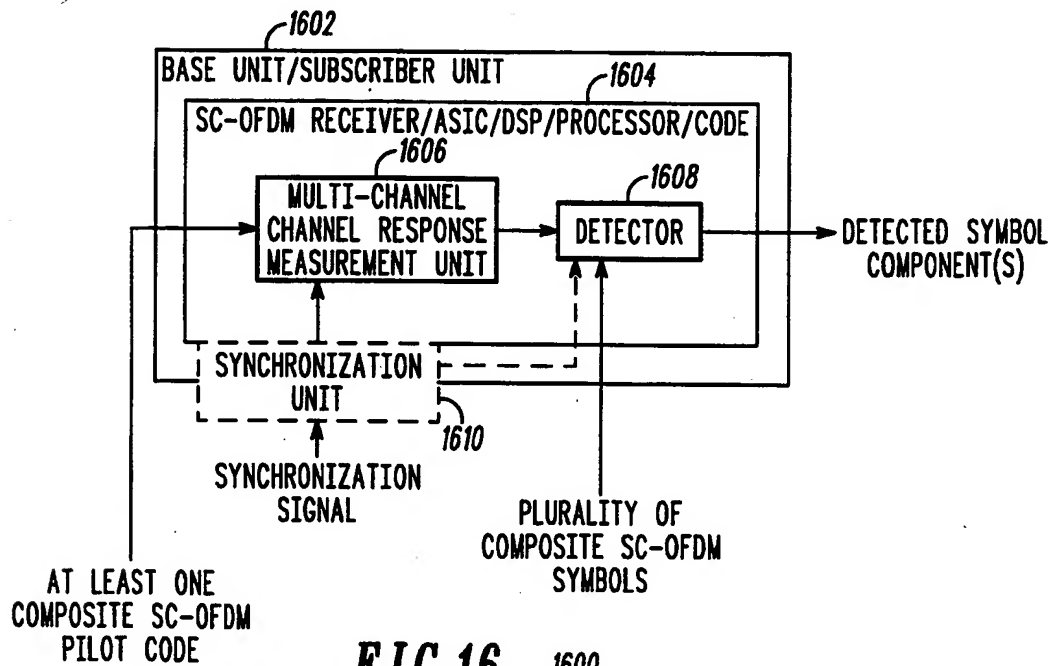 1602
BASE UNIT/SUBSCRIBER UNIT
1604
SC-OFDM RECEIVER/ASIC/DSP/PROCESSOR/CODE
1606
MULTI-CHANNEL
CHANNEL RESPONSE
MEASUREMENT UNIT
1608
DETECTOR
DETECTED SYMBOL
COMPONENT(S)
SYNCHRONIZATION
UNIT
1610
SYNCHRONIZATION
SIGNAL
PLURALITY OF
COMPOSITE SC-OFDM
SYMBOLS
AT LEAST ONE
COMPOSITE SC-OFDM
PILOT CODE
FIG.16
1600